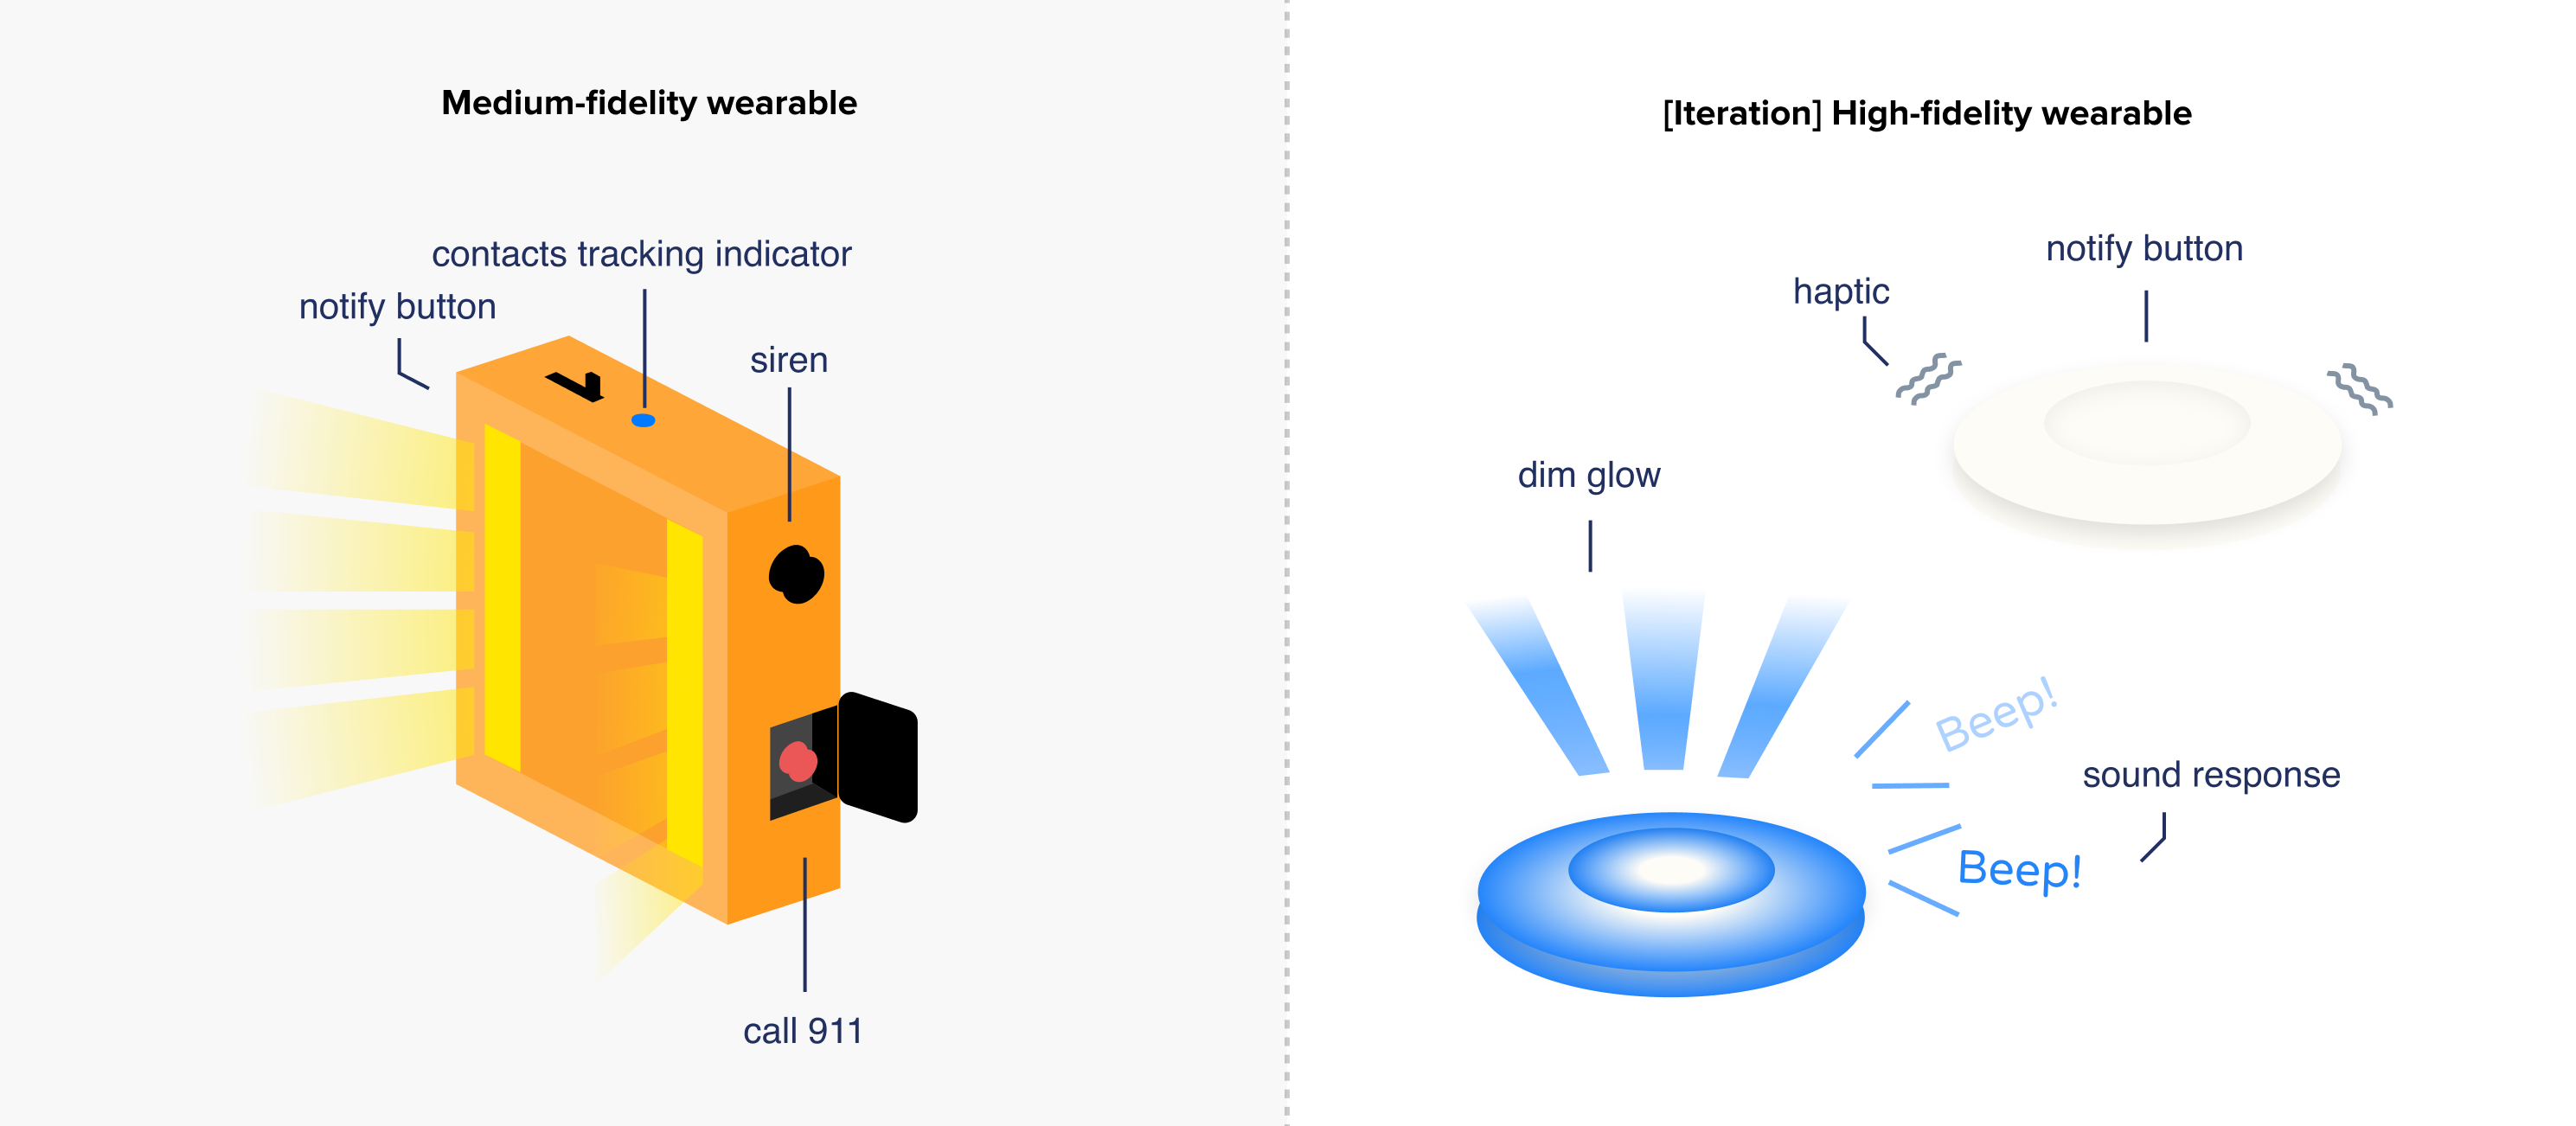 Medium-fidelity wearable
contacts tracking indicator
notify button
siren
1
call 911
[Iteration] High-fidelity wearable
notify button
haptic
dim glow
Beep!
sound response
Beep!